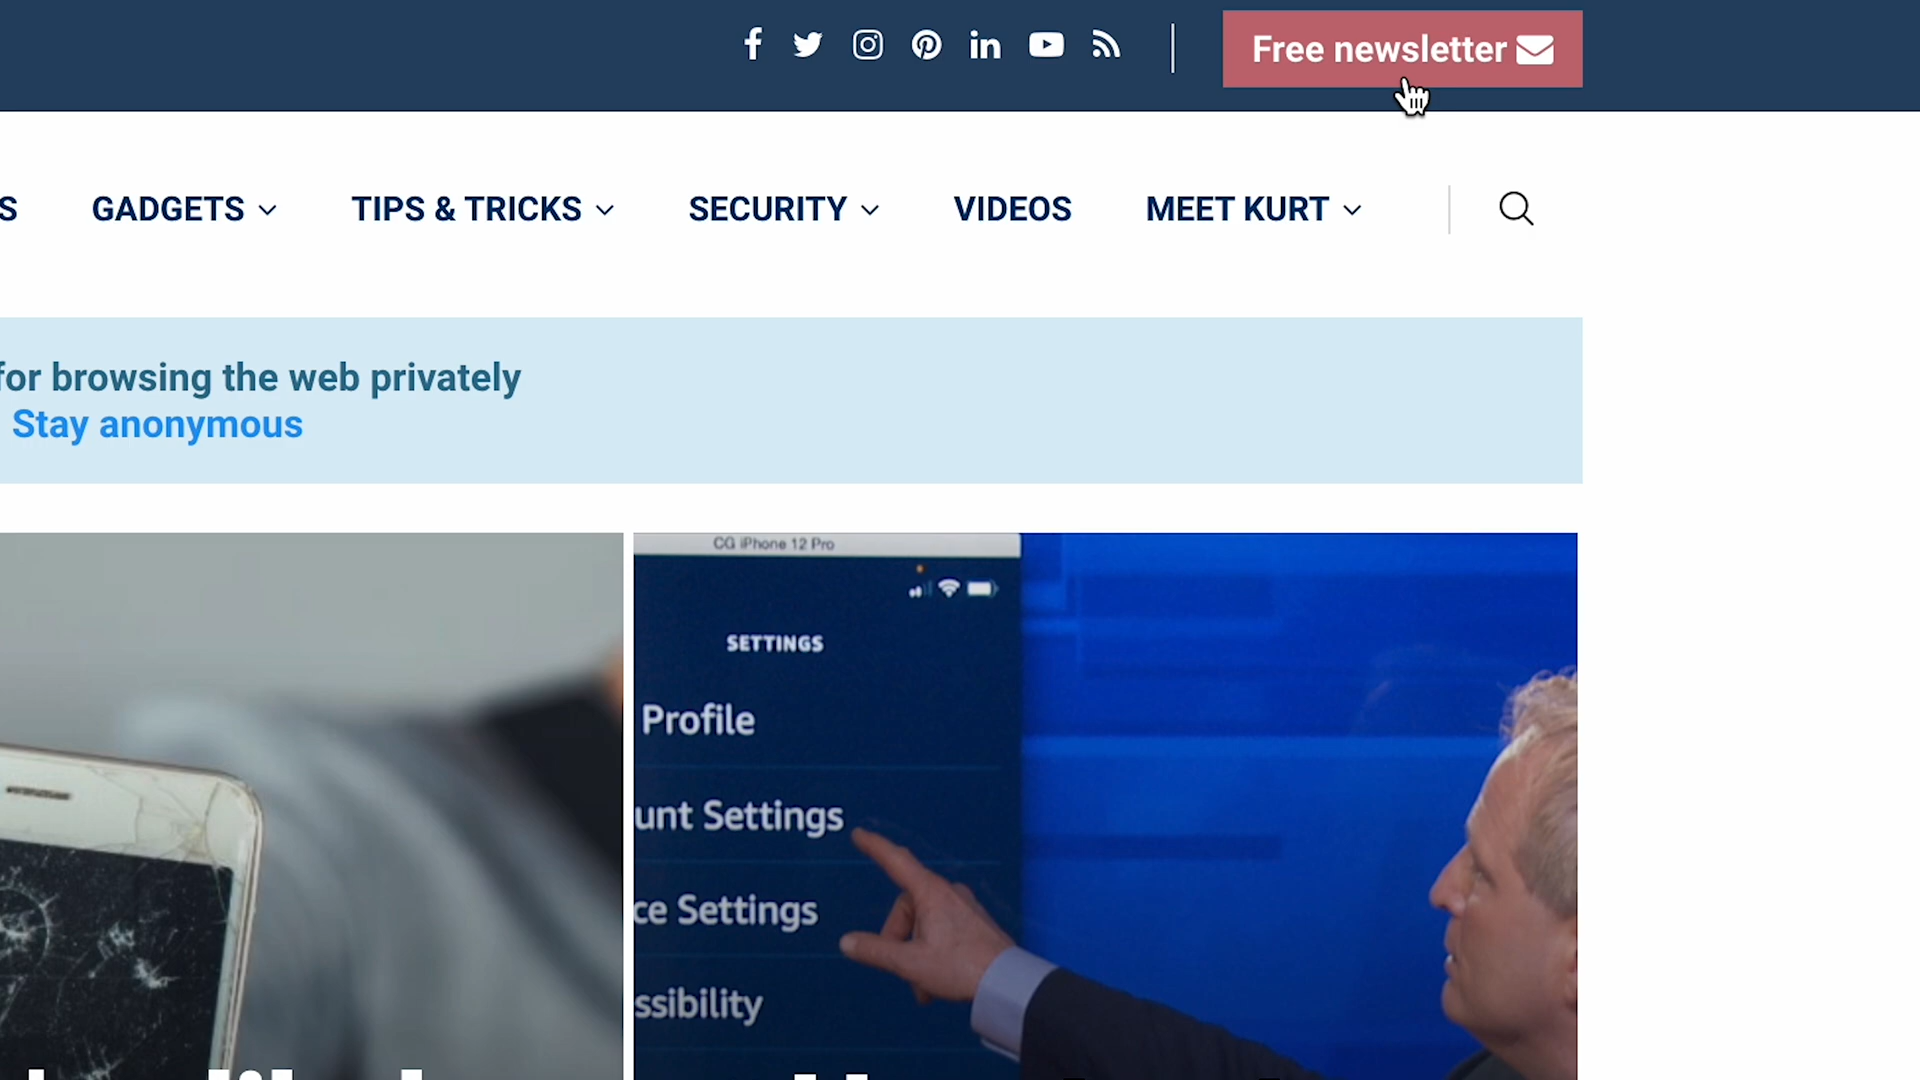 Free newsletter
S GADGETS TIPS & TRICKS SECURITY VIDEOS MEET KURT
for browsing the web privately
Stay anonymous
CG iPhone 12 Pro
SETTINGS
Profile
unt Settings
ce Settings
ssibility